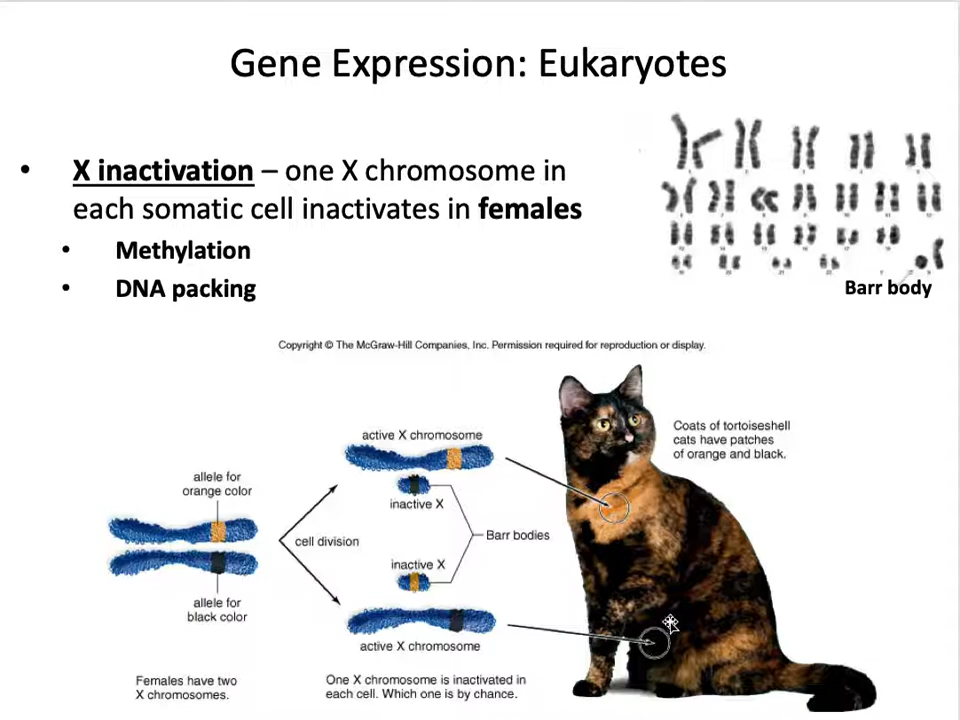 Gene Expression: Eukaryotes
• X inactivation – one X chromosome in
each somatic cell inactivates in females
• Methylation
• DNA packing
Barr body
Copyright © The McGraw-Hill Companies, Inc. Permission required for reproduction or display.
allele for
orange color
allele for
black color
Females have two
X chromosomes.
cell division
active X chromosome
inactive X
Barr bodies
inactive X
active X chromosome
One X chromosome is inactivated in
each cell. Which one is by chance.
Coats of tortoiseshell
cats have patches
of orange and black.